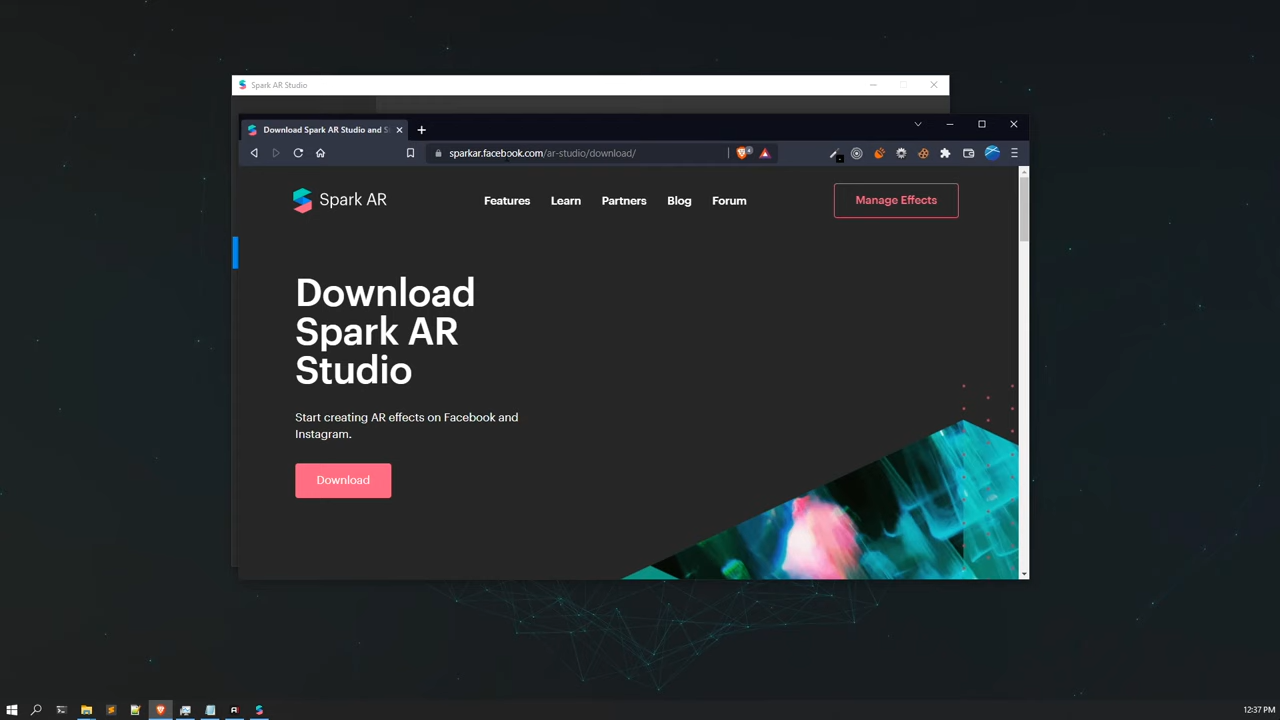 Spark AR Studio
Download Spark AR Studio and S
sparkar.facebook.com/ar-studio/download/
4
Spark AR
Features
Learn
Partners
Blog
Forum
Manage Effects
Download
Spark AR
Studio
Start creating AR effects on Facebook and
Instagram.
Download
12:37 PM